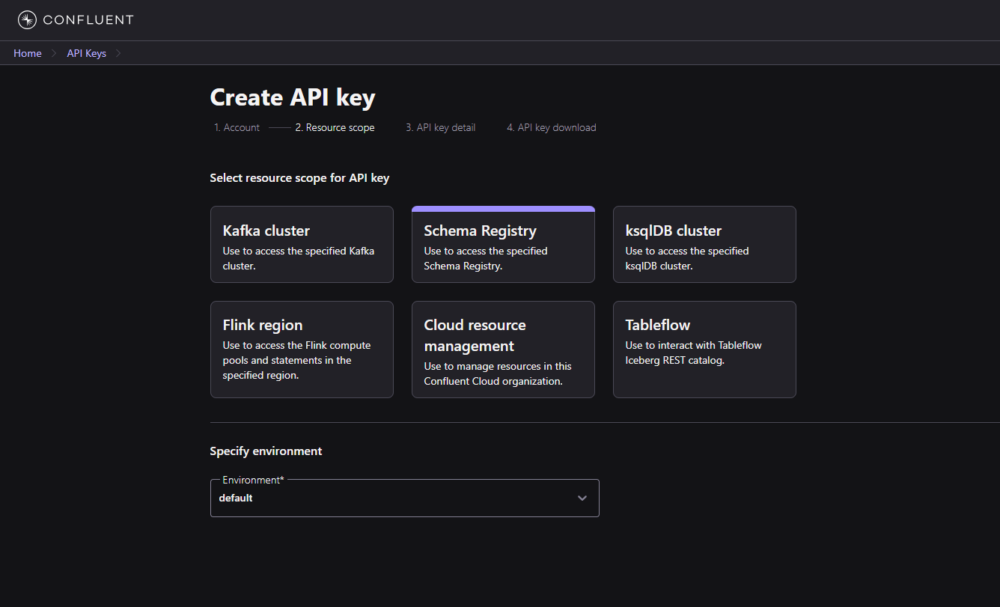 CONFLUENT
Home
API Keys
Create API key
1. Account
2. Resource scope
3. API key detail
4. API key download
Select resource scope for API key
Kafka cluster
Use to access the specified Kafka
cluster.
Schema Registry
Use to access the specified
Schema Registry.
ksqlDB cluster
Use to access the specified
ksqlDB cluster.
Flink region
Use to access the Flink compute
pools and statements in the
specified region.
Cloud resource
management
Use to manage resources in this
Confluent Cloud organization.
Tableflow
Use to interact with Tableflow
Iceberg REST catalog.
Specify environment
Environment*
default